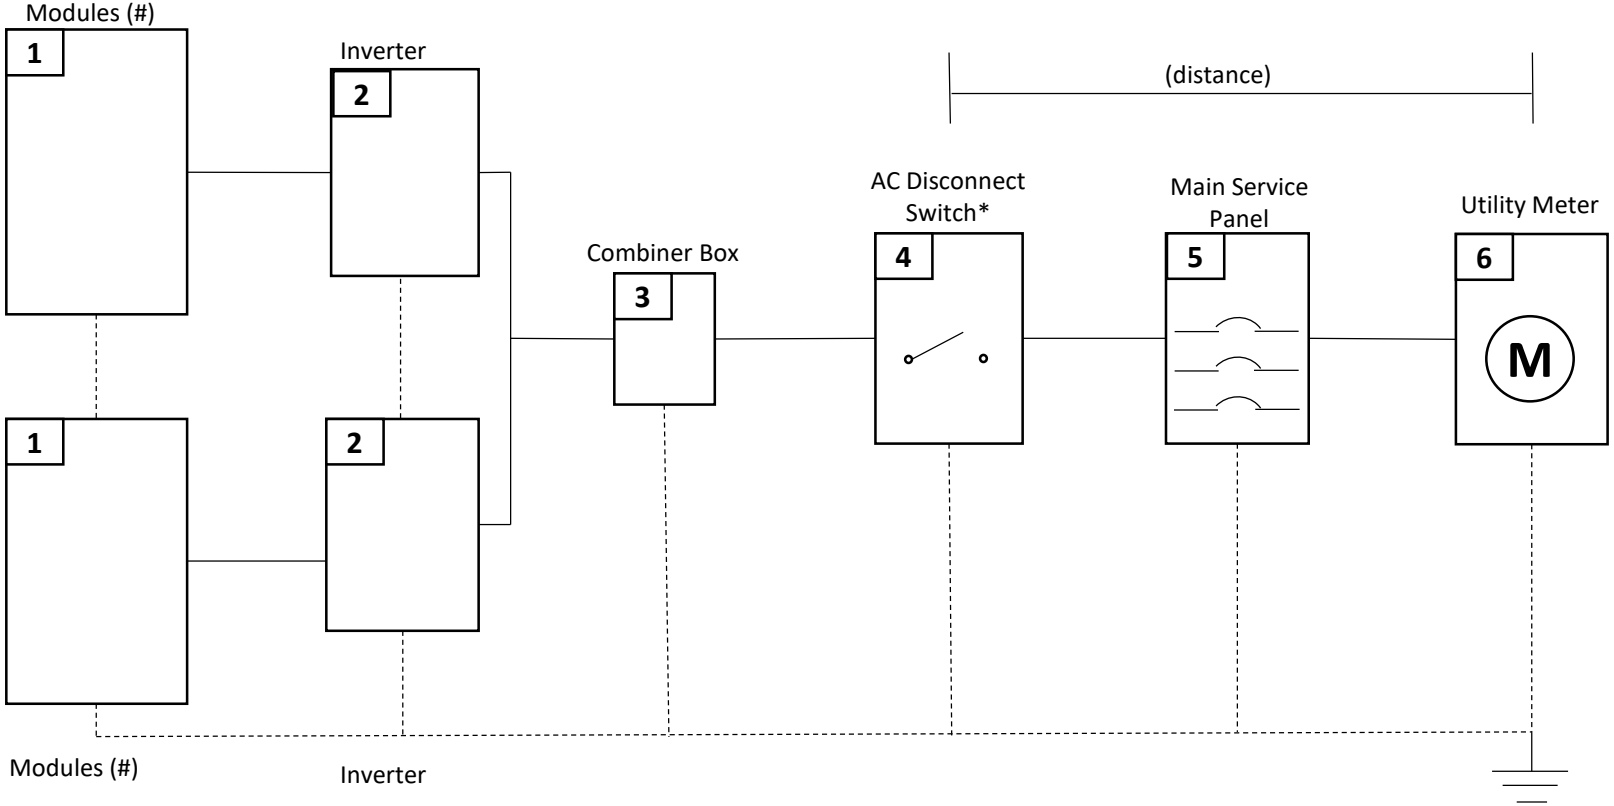 Modules (#)
1
Inverter
2
(distance)
AC Disconnect
Switch*
Main Service
Panel
Utility Meter
Combiner Box
3
4
5
6
M
1
2
Modules (#)
Inverter